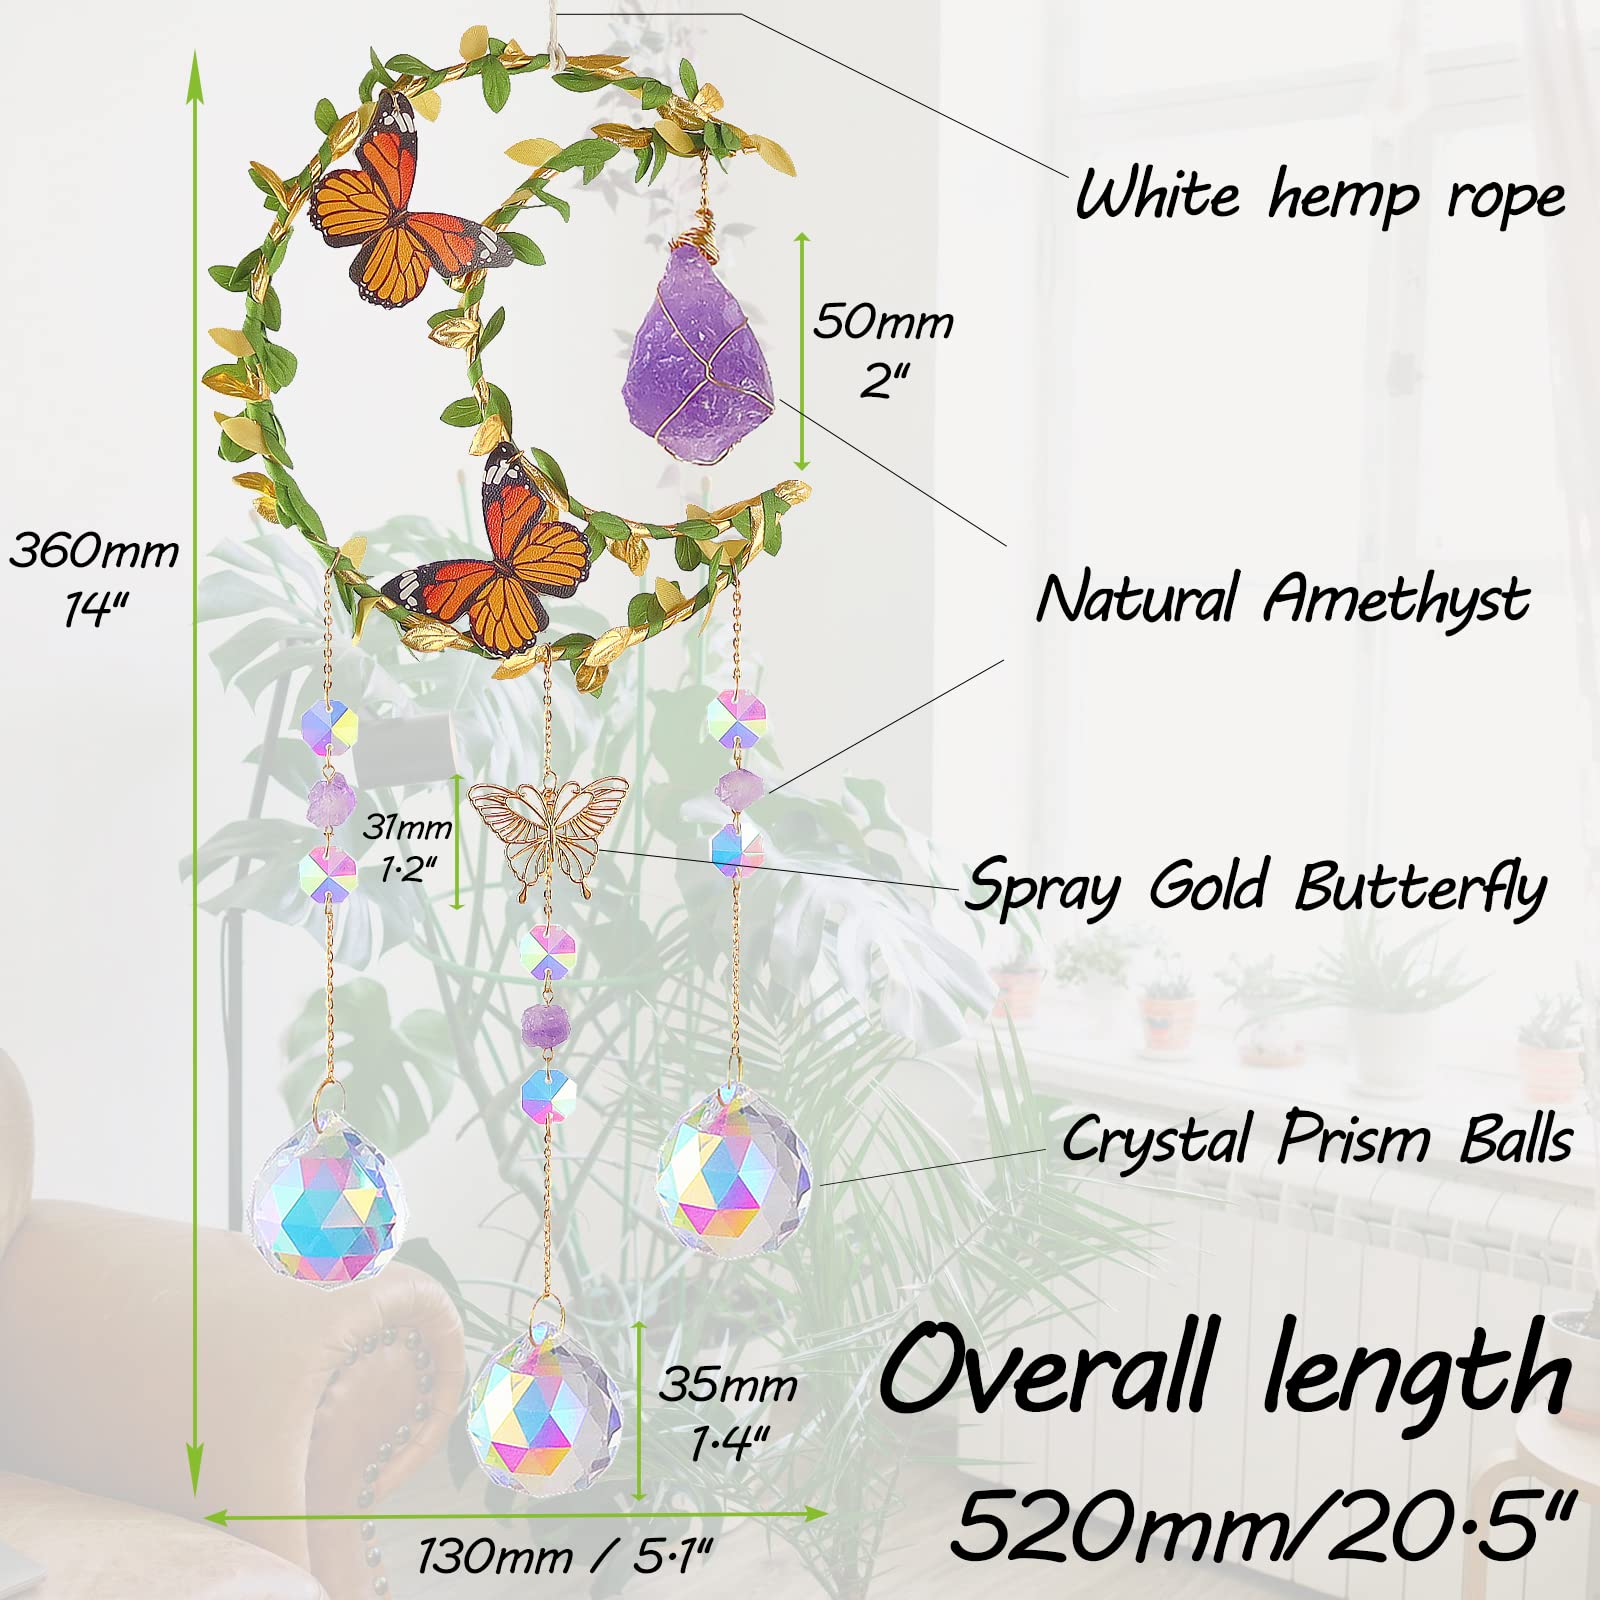 White hemp rope
50mm
2"
360mm
14"
Natural Amethyst
31mm
1.2"
Spray Gold Butterfly
Crystal Prism Balls
35mm
1.4"
Overall length
520mm/20.5"
130mm / 5.1"